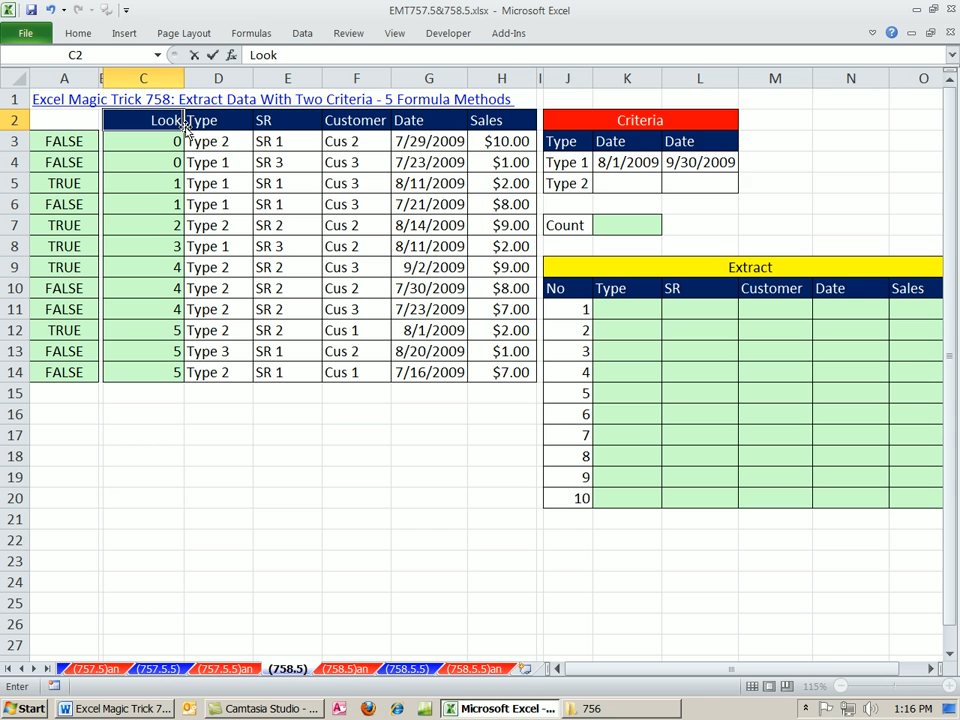 EMT757.5&758.5.xlsx - Microsoft Excel
File Home Insert Page Layout Formulas Data Review View Developer Add-Ins
C2 fx Look
A C D E F G H I J K L M N O
1 Excel Magic Trick 758: Extract Data With Two Criteria - 5 Formula Methods
2 Look Type SR Customer Date Sales Criteria
3 FALSE 0 Type 2 SR 1 Cus 2 7/29/2009 $10.00 Type Date Date
4 FALSE 0 Type 1 SR 3 Cus 3 7/23/2009 $1.00 Type 1 8/1/2009 9/30/2009
5 TRUE 1 Type 1 SR 1 Cus 3 8/11/2009 $2.00 Type 2
6 FALSE 1 Type 1 SR 1 Cus 3 7/21/2009 $8.00
7 TRUE 2 Type 2 SR 2 Cus 2 8/14/2009 $9.00 Count
8 TRUE 3 Type 1 SR 3 Cus 2 8/11/2009 $2.00
9 TRUE 4 Type 2 SR 2 Cus 3 9/2/2009 $9.00 Extract
10 FALSE 4 Type 2 SR 2 Cus 2 7/30/2009 $8.00 No Type SR Customer Date Sales
11 FALSE 4 Type 2 SR 2 Cus 3 7/23/2009 $7.00 1
12 TRUE 5 Type 2 SR 2 Cus 1 8/1/2009 $2.00 2
13 FALSE 5 Type 3 SR 1 Cus 2 8/20/2009 $1.00 3
14 FALSE 5 Type 2 SR 1 Cus 1 7/16/2009 $7.00 4
15 5
16 6
17 7
18 8
19 9
20 10
21
22
23
24
25
26
27
(757.5)an (757.5.5) (757.5.5)an (758.5) (758.5)an (758.5.5) (758.5.5)an
Enter 115%
Start Excel Magic Trick 7... Camtasia Studio - ... Microsoft Excel -... 756 1:16 PM